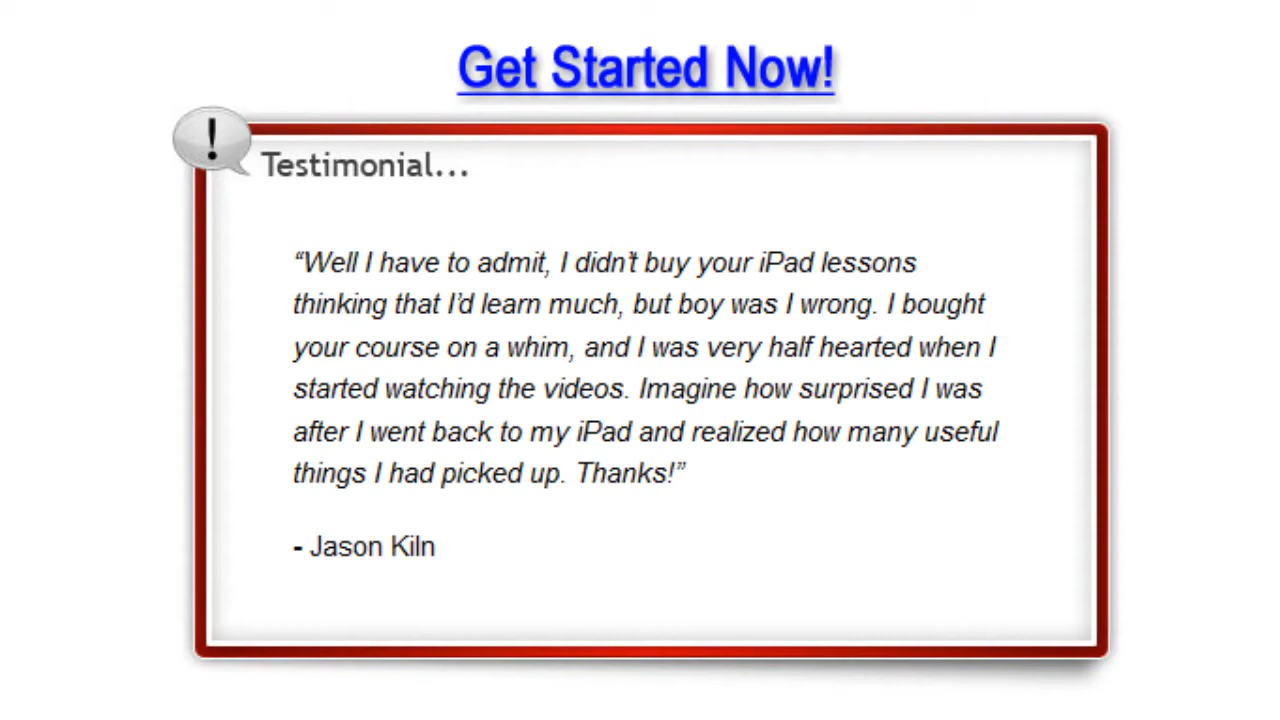 Get Started Now!
!
Testimonial...
“Well I have to admit, I didn’t buy your iPad lessons
thinking that I’d learn much, but boy was I wrong. I bought
your course on a whim, and I was very half hearted when I
started watching the videos. Imagine how surprised I was
after I went back to my iPad and realized how many useful
things I had picked up. Thanks!”
- Jason Kiln